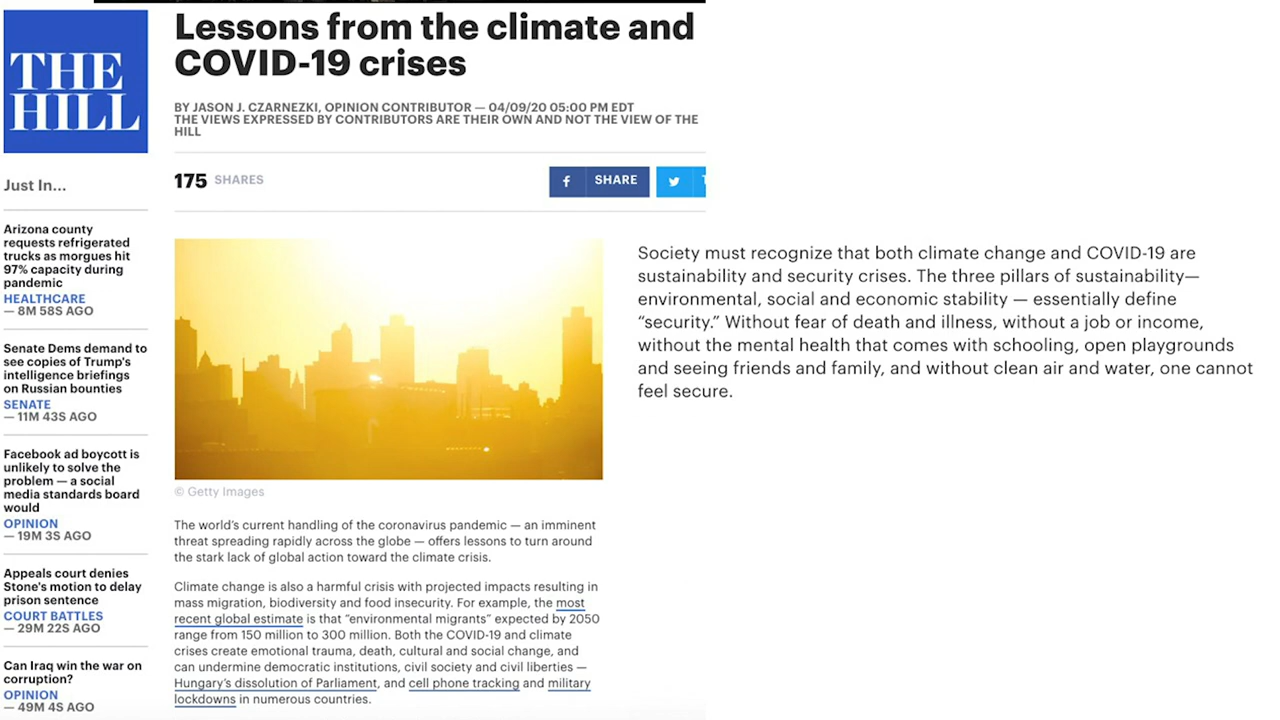 THE
HILL
Lessons from the climate and
COVID-19 crises
BY JASON J. CZARNEZKI, OPINION CONTRIBUTOR — 04/09/20 05:00 PM EDT
THE VIEWS EXPRESSED BY CONTRIBUTORS ARE THEIR OWN AND NOT THE VIEW OF THE
HILL
175 SHARES
SHARE
Just In...
Arizona county
requests refrigerated
trucks as morgues hit
97% capacity during
pandemic
HEALTHCARE
— 8M 58S AGO
Senate Dems demand to
see copies of Trump's
intelligence briefings
on Russian bounties
SENATE
— 11M 43S AGO
Facebook ad boycott is
unlikely to solve the
problem — a social
media standards board
would
OPINION
— 19M 3S AGO
Appeals court denies
Stone's motion to delay
prison sentence
COURT BATTLES
— 29M 22S AGO
Can Iraq win the war on
corruption?
OPINION
— 49M 4S AGO
© Getty Images
The world’s current handling of the coronavirus pandemic — an imminent
threat spreading rapidly across the globe — offers lessons to turn around
the stark lack of global action toward the climate crisis.
Climate change is also a harmful crisis with projected impacts resulting in
mass migration, biodiversity and food insecurity. For example, the most
recent global estimate is that “environmental migrants” expected by 2050
range from 150 million to 300 million. Both the COVID-19 and climate
crises create emotional trauma, death, cultural and social change, and
can undermine democratic institutions, civil society and civil liberties —
Hungary’s dissolution of Parliament, and cell phone tracking and military
lockdowns in numerous countries.
Society must recognize that both climate change and COVID-19 are
sustainability and security crises. The three pillars of sustainability—
environmental, social and economic stability — essentially define
“security.” Without fear of death and illness, without a job or income,
without the mental health that comes with schooling, open playgrounds
and seeing friends and family, and without clean air and water, one cannot
feel secure.